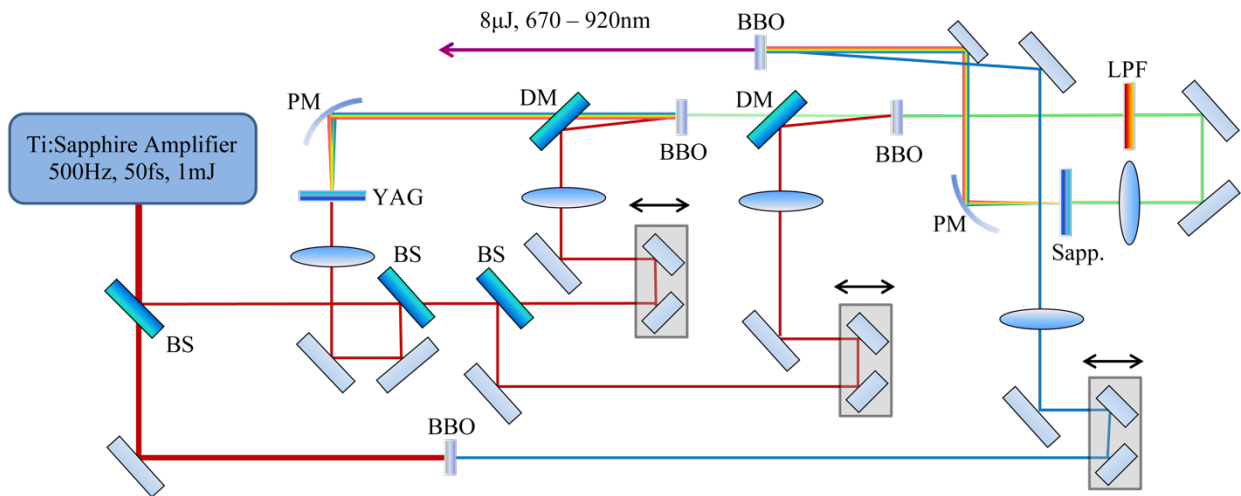 8µJ, 670 – 920nm
BBO
LPF
PM
DM
DM
Ti:Sapphire Amplifier
500Hz, 50fs, 1mJ
BBO
BBO
YAG
PM
Sapp.
BS
BS
BS
BBO